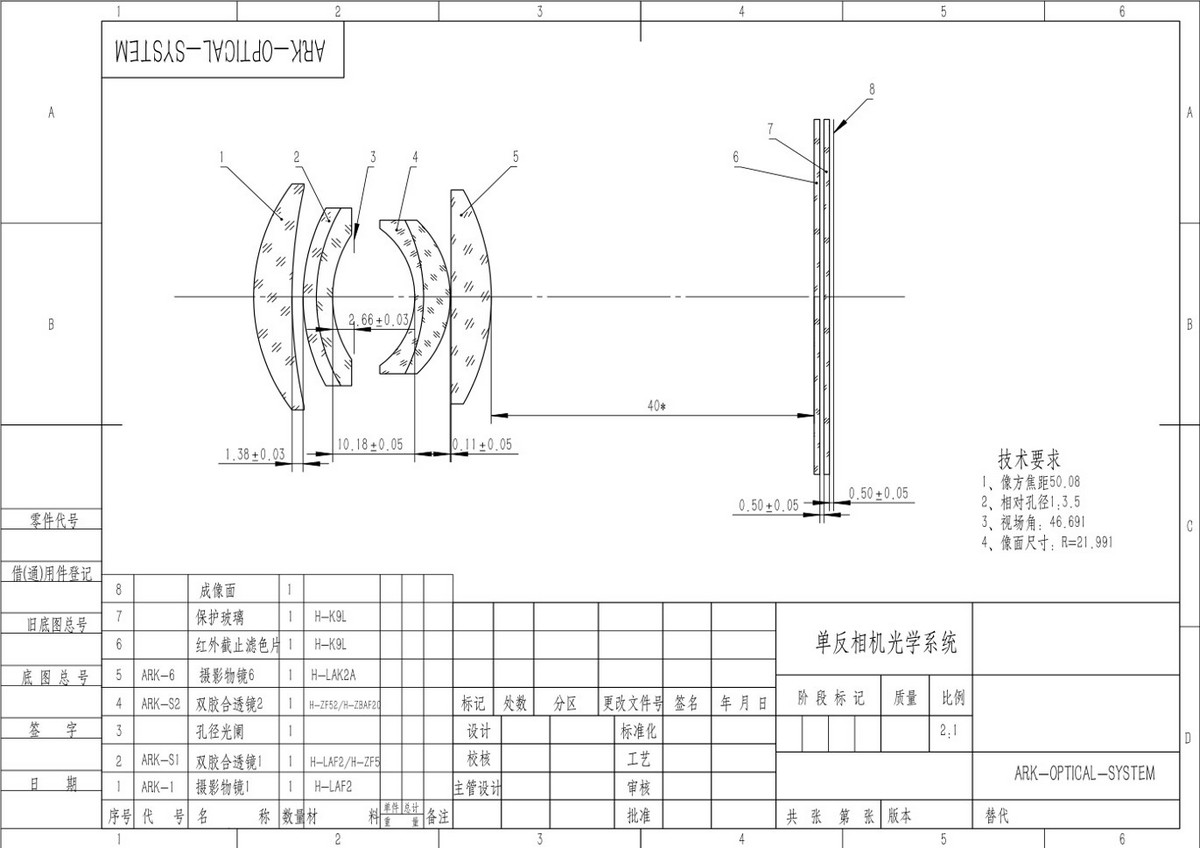 1 2 3 4 5 6
ARK-OPTICAL-SYSTEM
A
A
8
7
1 2 3 4 5 6
B
B
2.66±0.03
40*
1.38±0.03
10.18±0.05
0.11±0.05
0.50±0.05
0.50±0.05
技术要求
1、像方焦距50.08
2、相对孔径1:3.5
3、视场角: 46.691
4、像面尺寸: R=21.991
C
D
零件代号
借(通)用件登记
旧底图总号
底图总号
签 字
日 期
8 成像面 1
7 保护玻璃 1 H-K9L
6 红外截止滤色片 1 H-K9L
5 ARK-6 摄影物镜6 1 H-LAK2A
4 ARK-S2 双胶合透镜2 1 H-ZF52/H-ZBAF20
3 孔径光阑 1
2 ARK-S1 双胶合透镜1 1 H-LAF2/H-ZF5
1 ARK-1 摄影物镜1 1 H-LAF2
序号 代 号 名 称 数量 材 料 单件 总计 重 量 备注
标记 处数 分区 更改文件号 签名 年 月 日
设计 标准化
校核 工艺
主管设计 审核
批准
单反相机光学系统
阶段标记 质量 比例
2:1
ARK-OPTICAL-SYSTEM
共 张 第 张 版本 替代
1 2 3 4 5 6